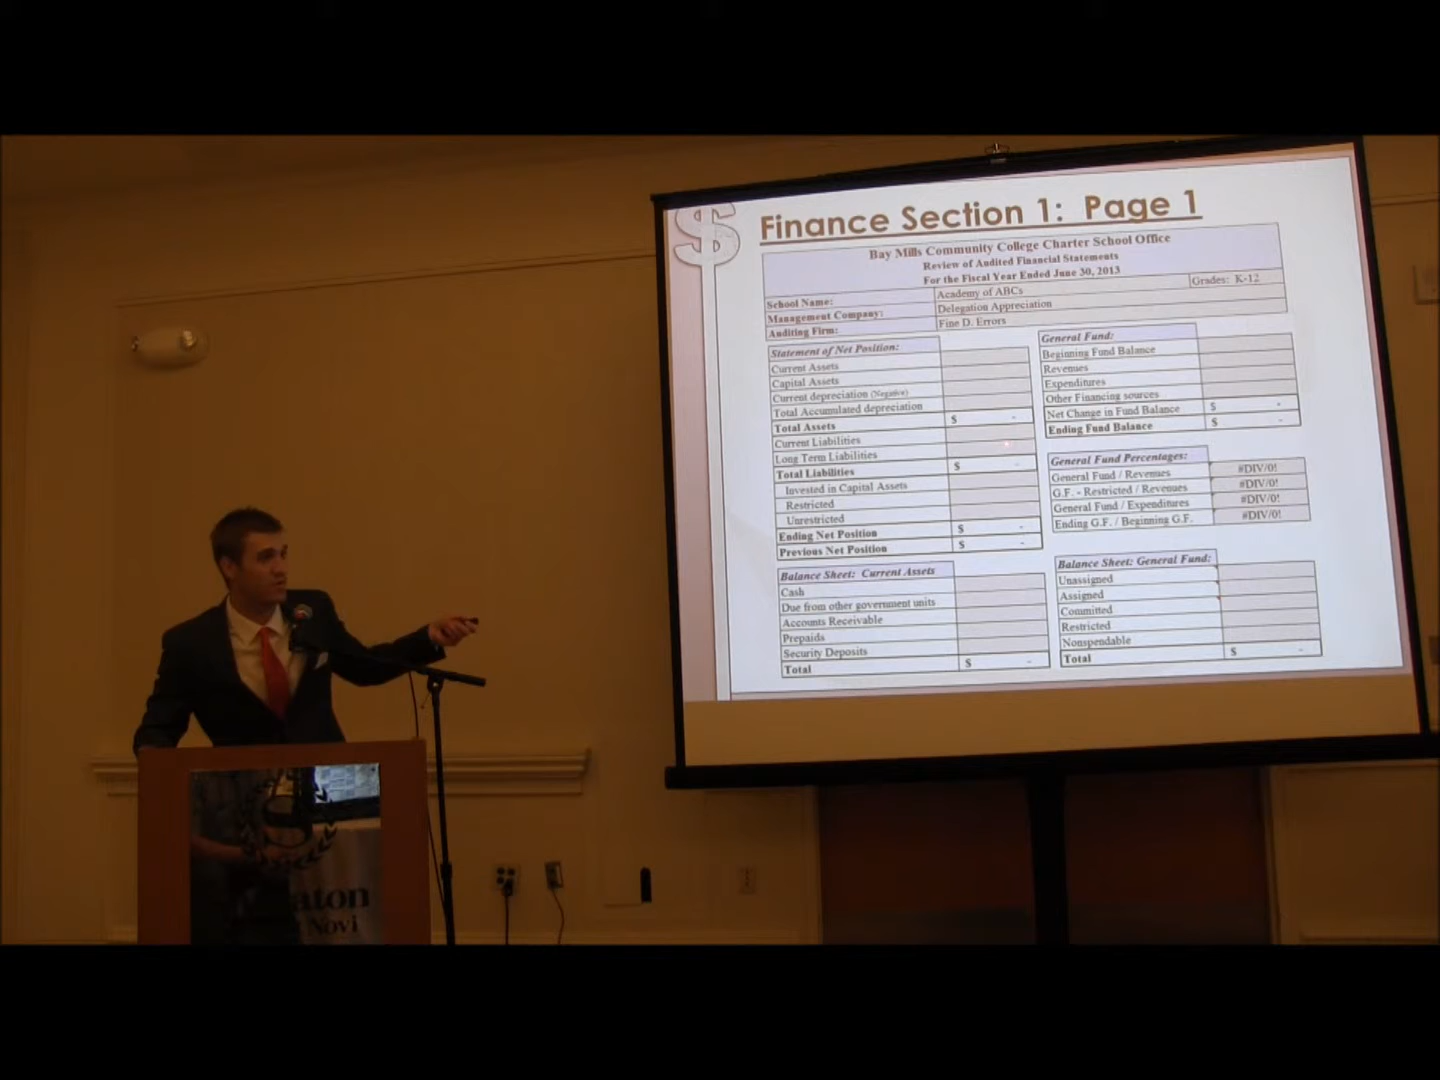 $
Finance Section 1: Page 1
Bay Mills Community College Charter School Office
Review of Audited Financial Statements
For the Fiscal Year Ended June 30, 2013
School Name: Academy of ABCs Grades: K-12
Management Company: Delegation Appreciation
Auditing Firm: Fine D. Errors
Statement of Net Position:
Current Assets
Capital Assets
Current depreciation (Negative)
Total Accumulated depreciation
Total Assets $ -
Current Liabilities
Long Term Liabilities
Total Liabilities $ -
Invested in Capital Assets
Restricted
Unrestricted
Ending Net Position $ -
Previous Net Position $ -
General Fund:
Beginning Fund Balance
Revenues
Expenditures
Other Financing sources
Net Change in Fund Balance $ -
Ending Fund Balance $ -
General Fund Percentages:
General Fund / Revenues #DIV/0!
G.F. - Restricted / Revenues #DIV/0!
General Fund / Expenditures #DIV/0!
Ending G.F. / Beginning G.F. #DIV/0!
Balance Sheet: Current Assets
Cash
Due from other government units
Accounts Receivable
Prepaids
Security Deposits
Total $ -
Balance Sheet: General Fund:
Unassigned
Assigned
Committed
Restricted
Nonspendable
Total $ -
Novi